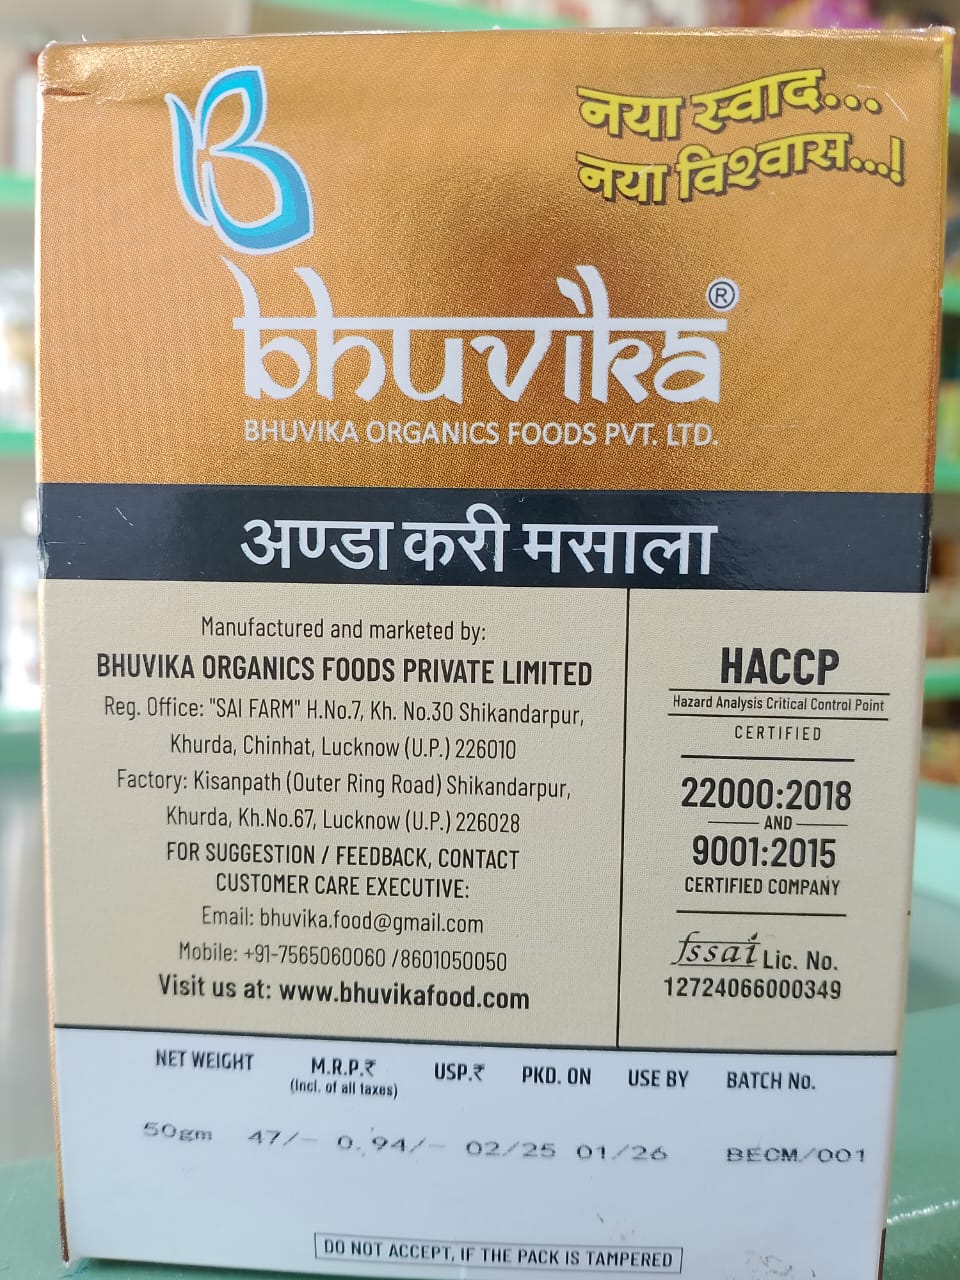 नया स्वाद...
नया विश्वास...!
bhuvika®
BHUVIKA ORGANICS FOODS PVT. LTD.
अण्डा करी मसाला
Manufactured and marketed by:
BHUVIKA ORGANICS FOODS PRIVATE LIMITED
Reg. Office: "SAI FARM" H.No.7, Kh. No.30 Shikandarpur,
Khurda, Chinhat, Lucknow (U.P.) 226010
Factory: Kisanpath (Outer Ring Road) Shikandarpur,
Khurda, Kh.No.67, Lucknow (U.P.) 226028
FOR SUGGESTION / FEEDBACK, CONTACT
CUSTOMER CARE EXECUTIVE:
Email: bhuvika.food@gmail.com
Mobile: +91-7565060060 /8601050050
Visit us at: www.bhuvikafood.com
HACCP
Hazard Analysis Critical Control Point
CERTIFIED
22000:2018
AND
9001:2015
CERTIFIED COMPANY
fssai Lic. No.
12724066000349
NET WEIGHT M.R.P.₹ USP.₹ PKD. ON USE BY BATCH No.
(Incl. of all taxes)
50gm 47/- 0.94/- 02/25 01/26 BECM/001
DO NOT ACCEPT, IF THE PACK IS TAMPERED